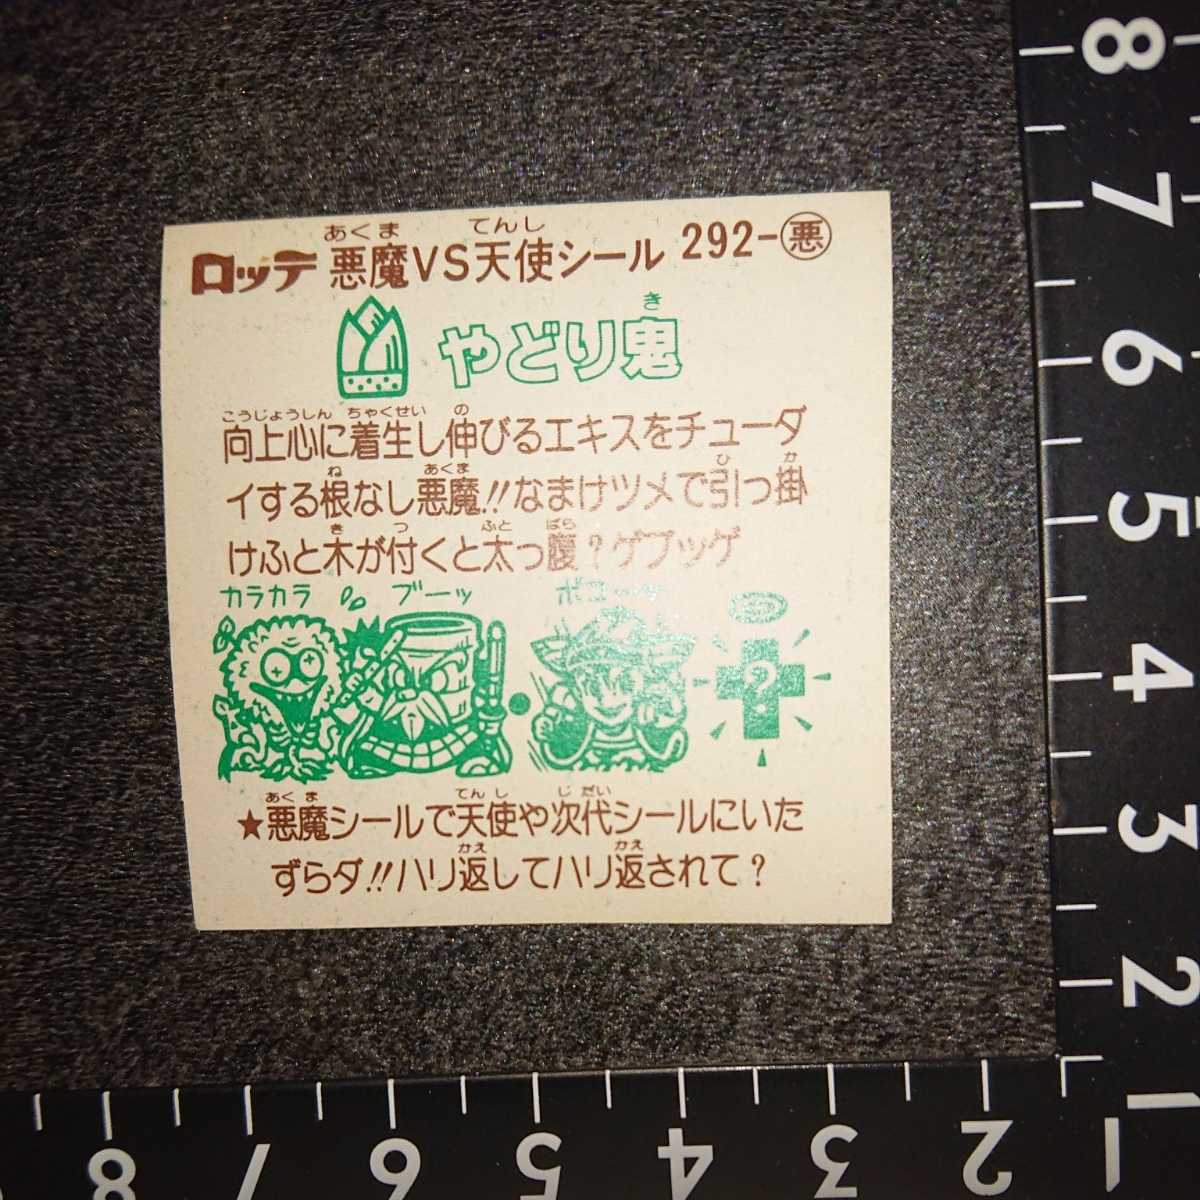 あくま てんし
ロッテ 悪魔VS天使シール 292-悪
き
やどり鬼
こうじょうしん ちゃくせい の
向上心に着生し伸びるエキスをチューダ
ね あくま ひ か
イする根なし悪魔!!なまけツメで引っ掛
き つ ふと ばら
けふと木が付くと太っ腹?ゲプッゲ
カラカラ ブーッ
?
あくま てんし じだい
★悪魔シールで天使や次代シールにいた
かえ かえ
ずらダ!!ハリ返してハリ返されて?
8
7
6
5
4
3
2
1
8 7 6 5 4 3 2 1